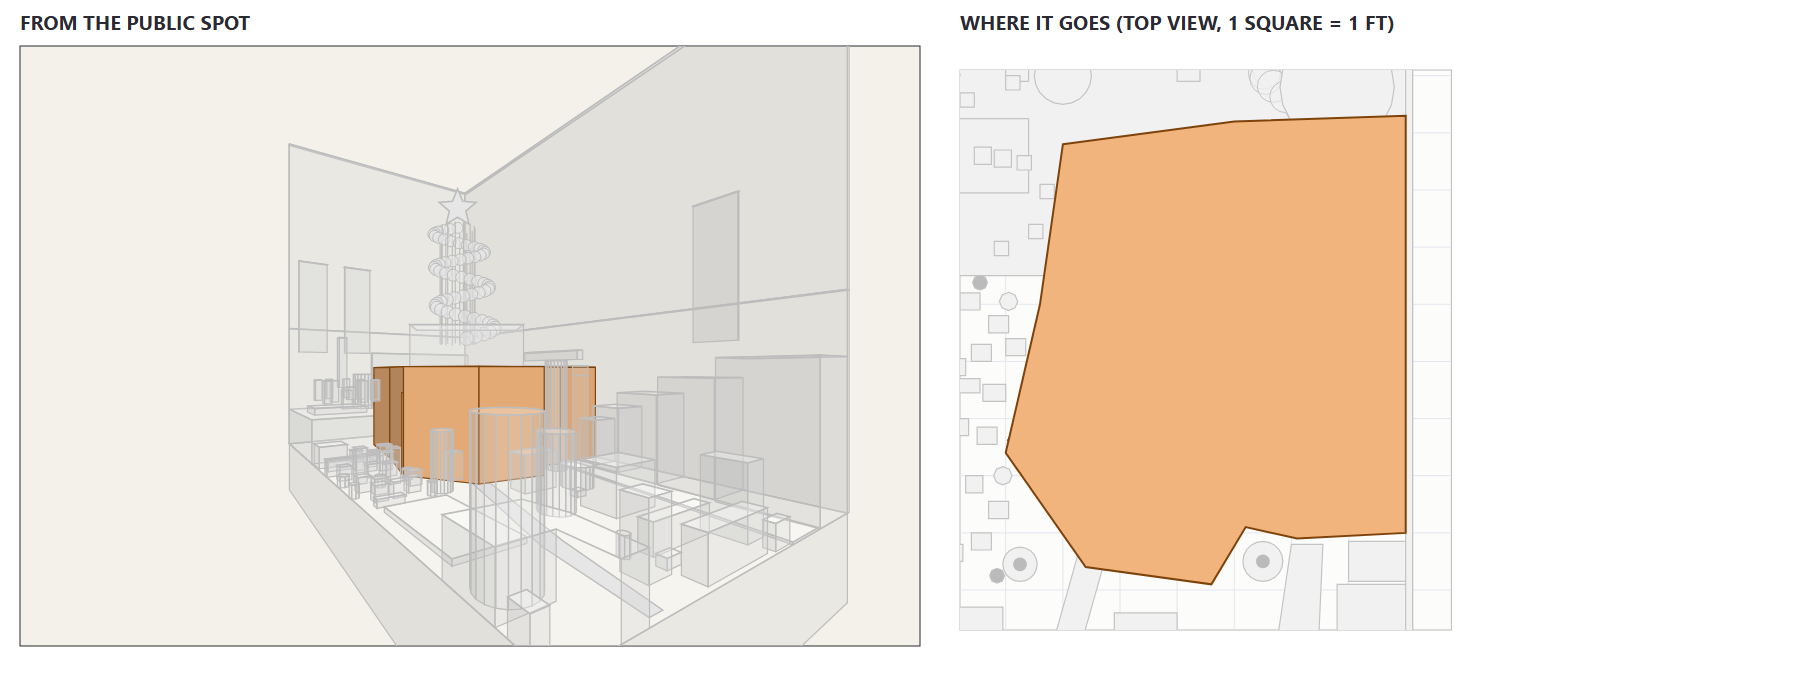 FROM THE PUBLIC SPOT
WHERE IT GOES (TOP VIEW, 1 SQUARE = 1 FT)